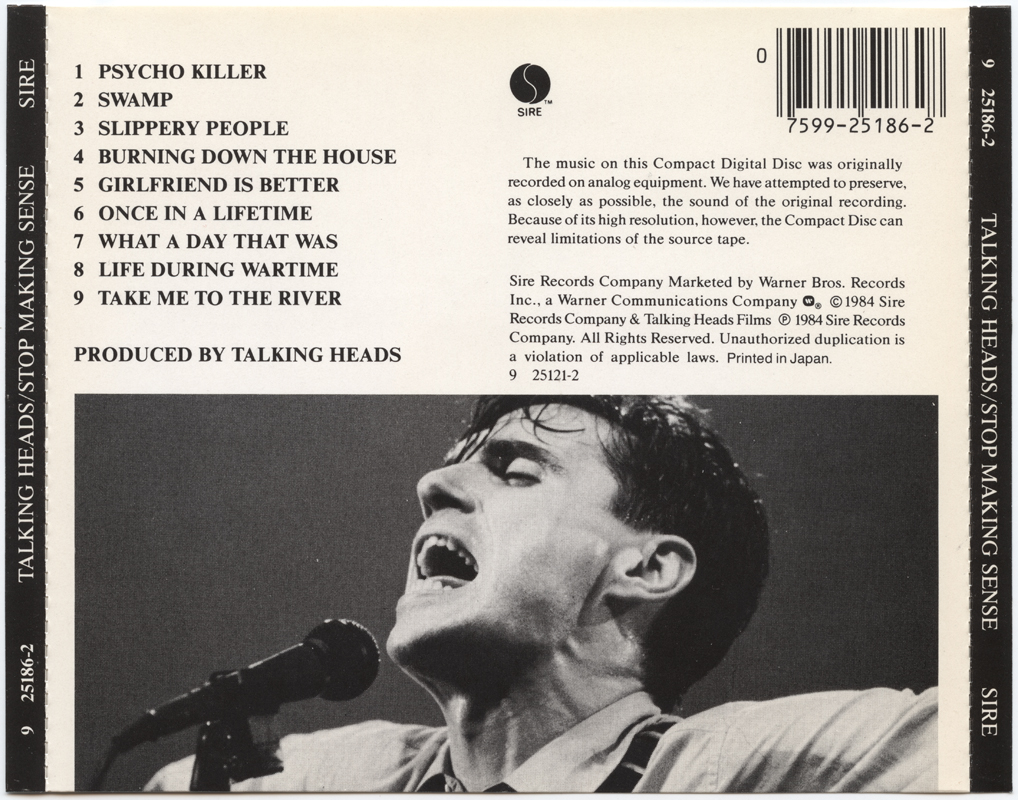 SIRE
TALKING HEADS/STOP MAKING SENSE
9 25186-2
1 PSYCHO KILLER
2 SWAMP
3 SLIPPERY PEOPLE
4 BURNING DOWN THE HOUSE
5 GIRLFRIEND IS BETTER
6 ONCE IN A LIFETIME
7 WHAT A DAY THAT WAS
8 LIFE DURING WARTIME
9 TAKE ME TO THE RIVER
PRODUCED BY TALKING HEADS
S
TM
SIRE
0
7599-25186-2
The music on this Compact Digital Disc was originally
recorded on analog equipment. We have attempted to preserve,
as closely as possible, the sound of the original recording.
Because of its high resolution, however, the Compact Disc can
reveal limitations of the source tape.
Sire Records Company Marketed by Warner Bros. Records
Inc., a Warner Communications Company W® ©1984 Sire
Records Company & Talking Heads Films ℗ 1984 Sire Records
Company. All Rights Reserved. Unauthorized duplication is
a violation of applicable laws. Printed in Japan.
9 25121-2
9 25186-2
TALKING HEADS/STOP MAKING SENSE
SIRE